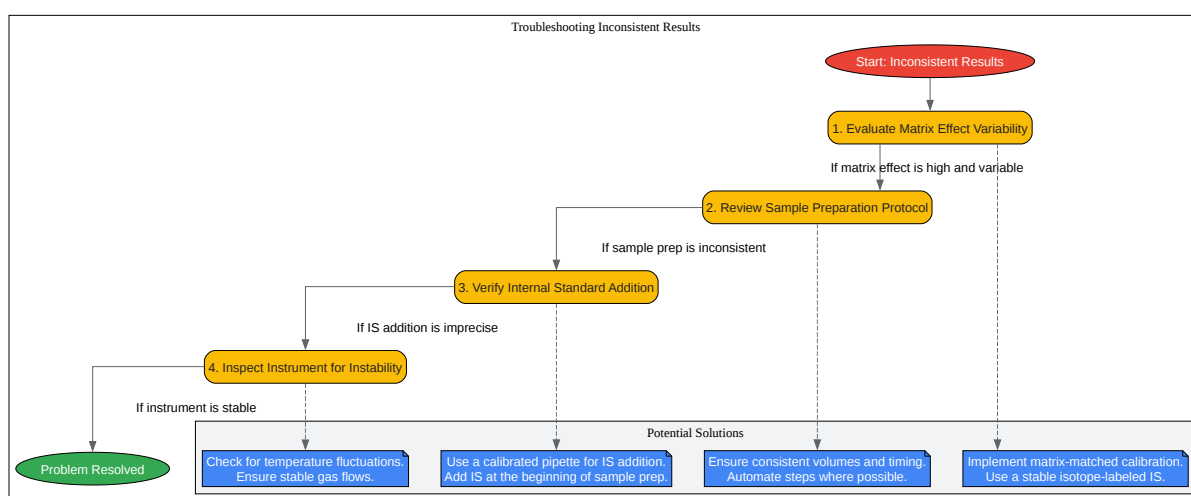 Troubleshooting Inconsistent Results
Start: Inconsistent Results
1. Evaluate Matrix Effect Variability
If matrix effect is high and variable
2. Review Sample Preparation Protocol
If sample prep is inconsistent
3. Verify Internal Standard Addition
If IS addition is imprecise
4. Inspect Instrument for Instability
If instrument is stable
Problem Resolved
Potential Solutions
Check for temperature fluctuations.
Ensure stable gas flows.
Use a calibrated pipette for IS addition.
Add IS at the beginning of sample prep.
Ensure consistent volumes and timing.
Automate steps where possible.
Implement matrix-matched calibration.
Use a stable isotope-labeled IS.